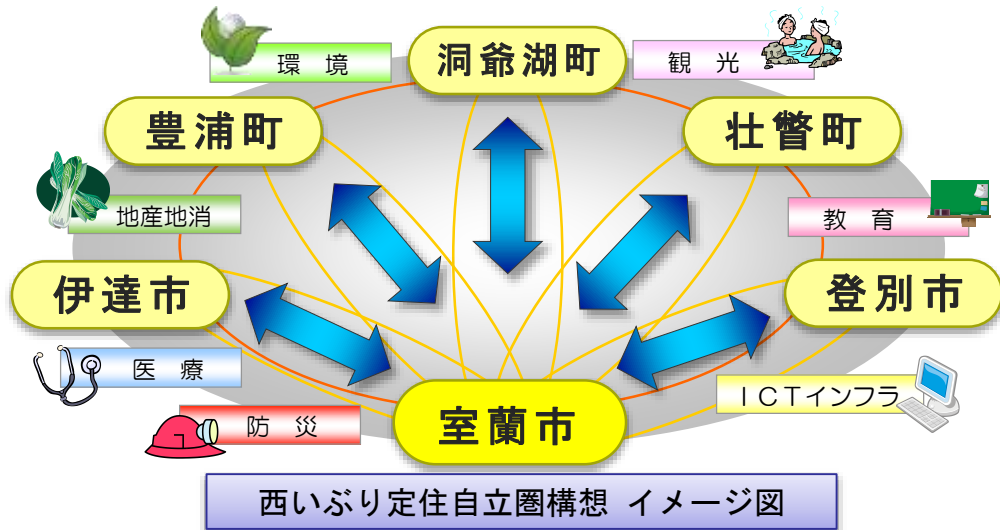 環 境
洞爺湖町
観 光
豊浦町
壮瞥町
地産地消
教 育
伊達市
登別市
医 療
ICTインフラ
防 災
室蘭市
西いぶり定住自立圏構想 イメージ図